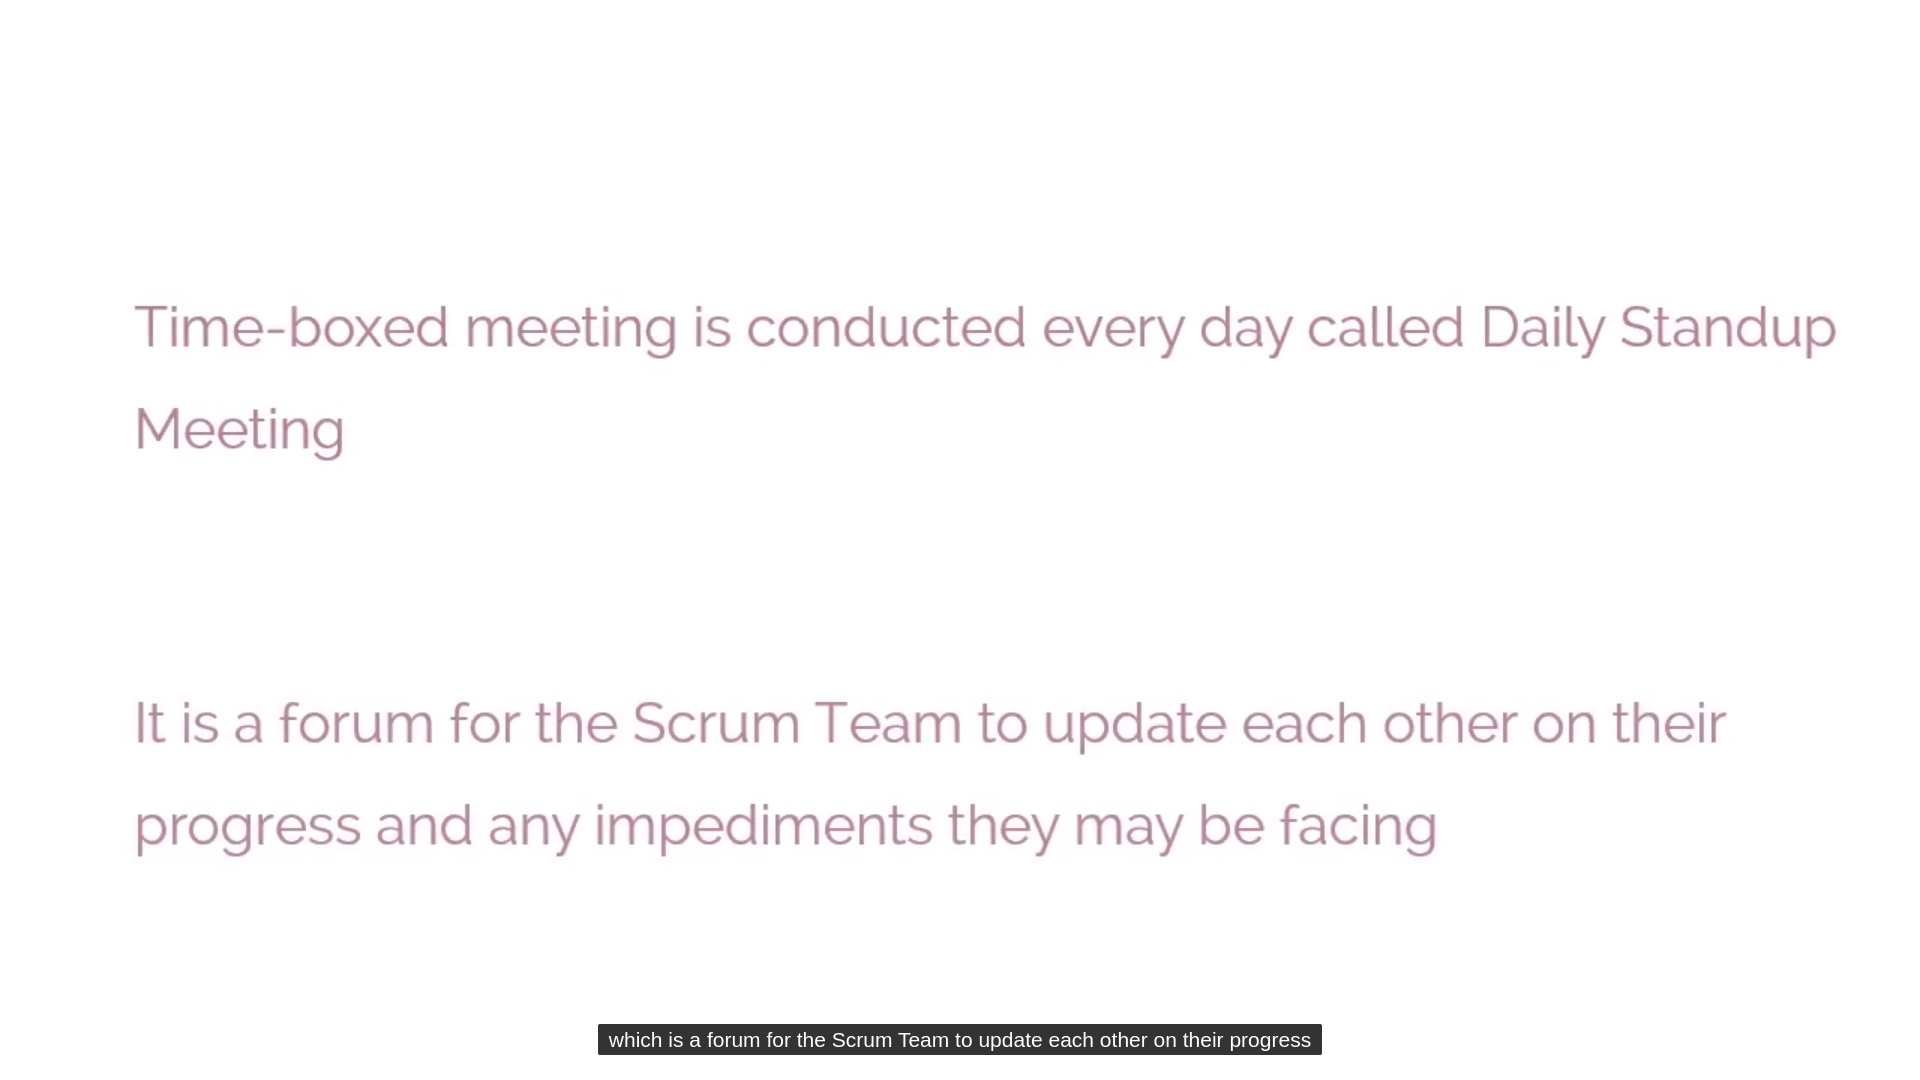 Time-boxed meeting is conducted every day called Daily Standup
Meeting
It is a forum for the Scrum Team to update each other on their
progress and any impediments they may be facing
which is a forum for the Scrum Team to update each other on their progress